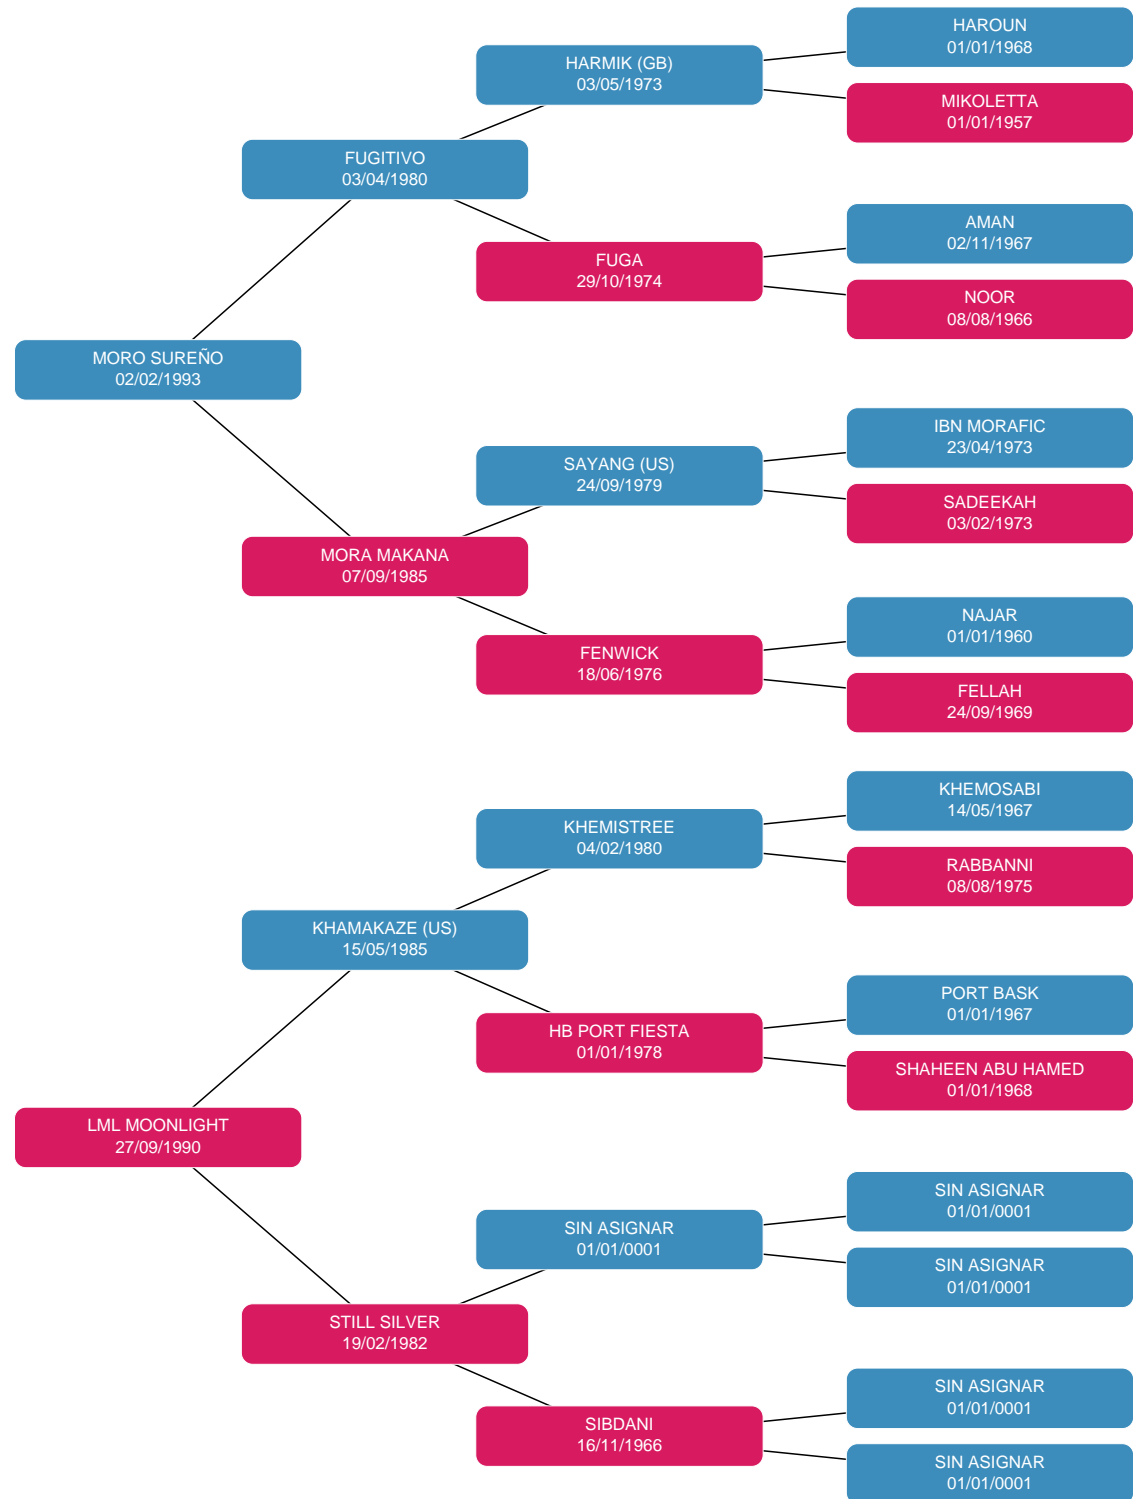 HAROUN
01/01/1968
HARMIK (GB)
03/05/1973
MIKOLETTA
01/01/1957
FUGITIVO
03/04/1980
AMAN
02/11/1967
FUGA
29/10/1974
NOOR
08/08/1966
MORO SUREÑO
02/02/1993
IBN MORAFIC
23/04/1973
SAYANG (US)
24/09/1979
SADEEKAH
03/02/1973
MORA MAKANA
07/09/1985
NAJAR
01/01/1960
FENWICK
18/06/1976
FELLAH
24/09/1969
KHEMOSABI
14/05/1967
KHEMISTREE
04/02/1980
RABBANNI
08/08/1975
KHAMAKAZE (US)
15/05/1985
PORT BASK
01/01/1967
HB PORT FIESTA
01/01/1978
SHAHEEN ABU HAMED
01/01/1968
LML MOONLIGHT
27/09/1990
SIN ASIGNAR
01/01/0001
SIN ASIGNAR
01/01/0001
SIN ASIGNAR
01/01/0001
STILL SILVER
19/02/1982
SIN ASIGNAR
01/01/0001
SIBDANI
16/11/1966
SIN ASIGNAR
01/01/0001